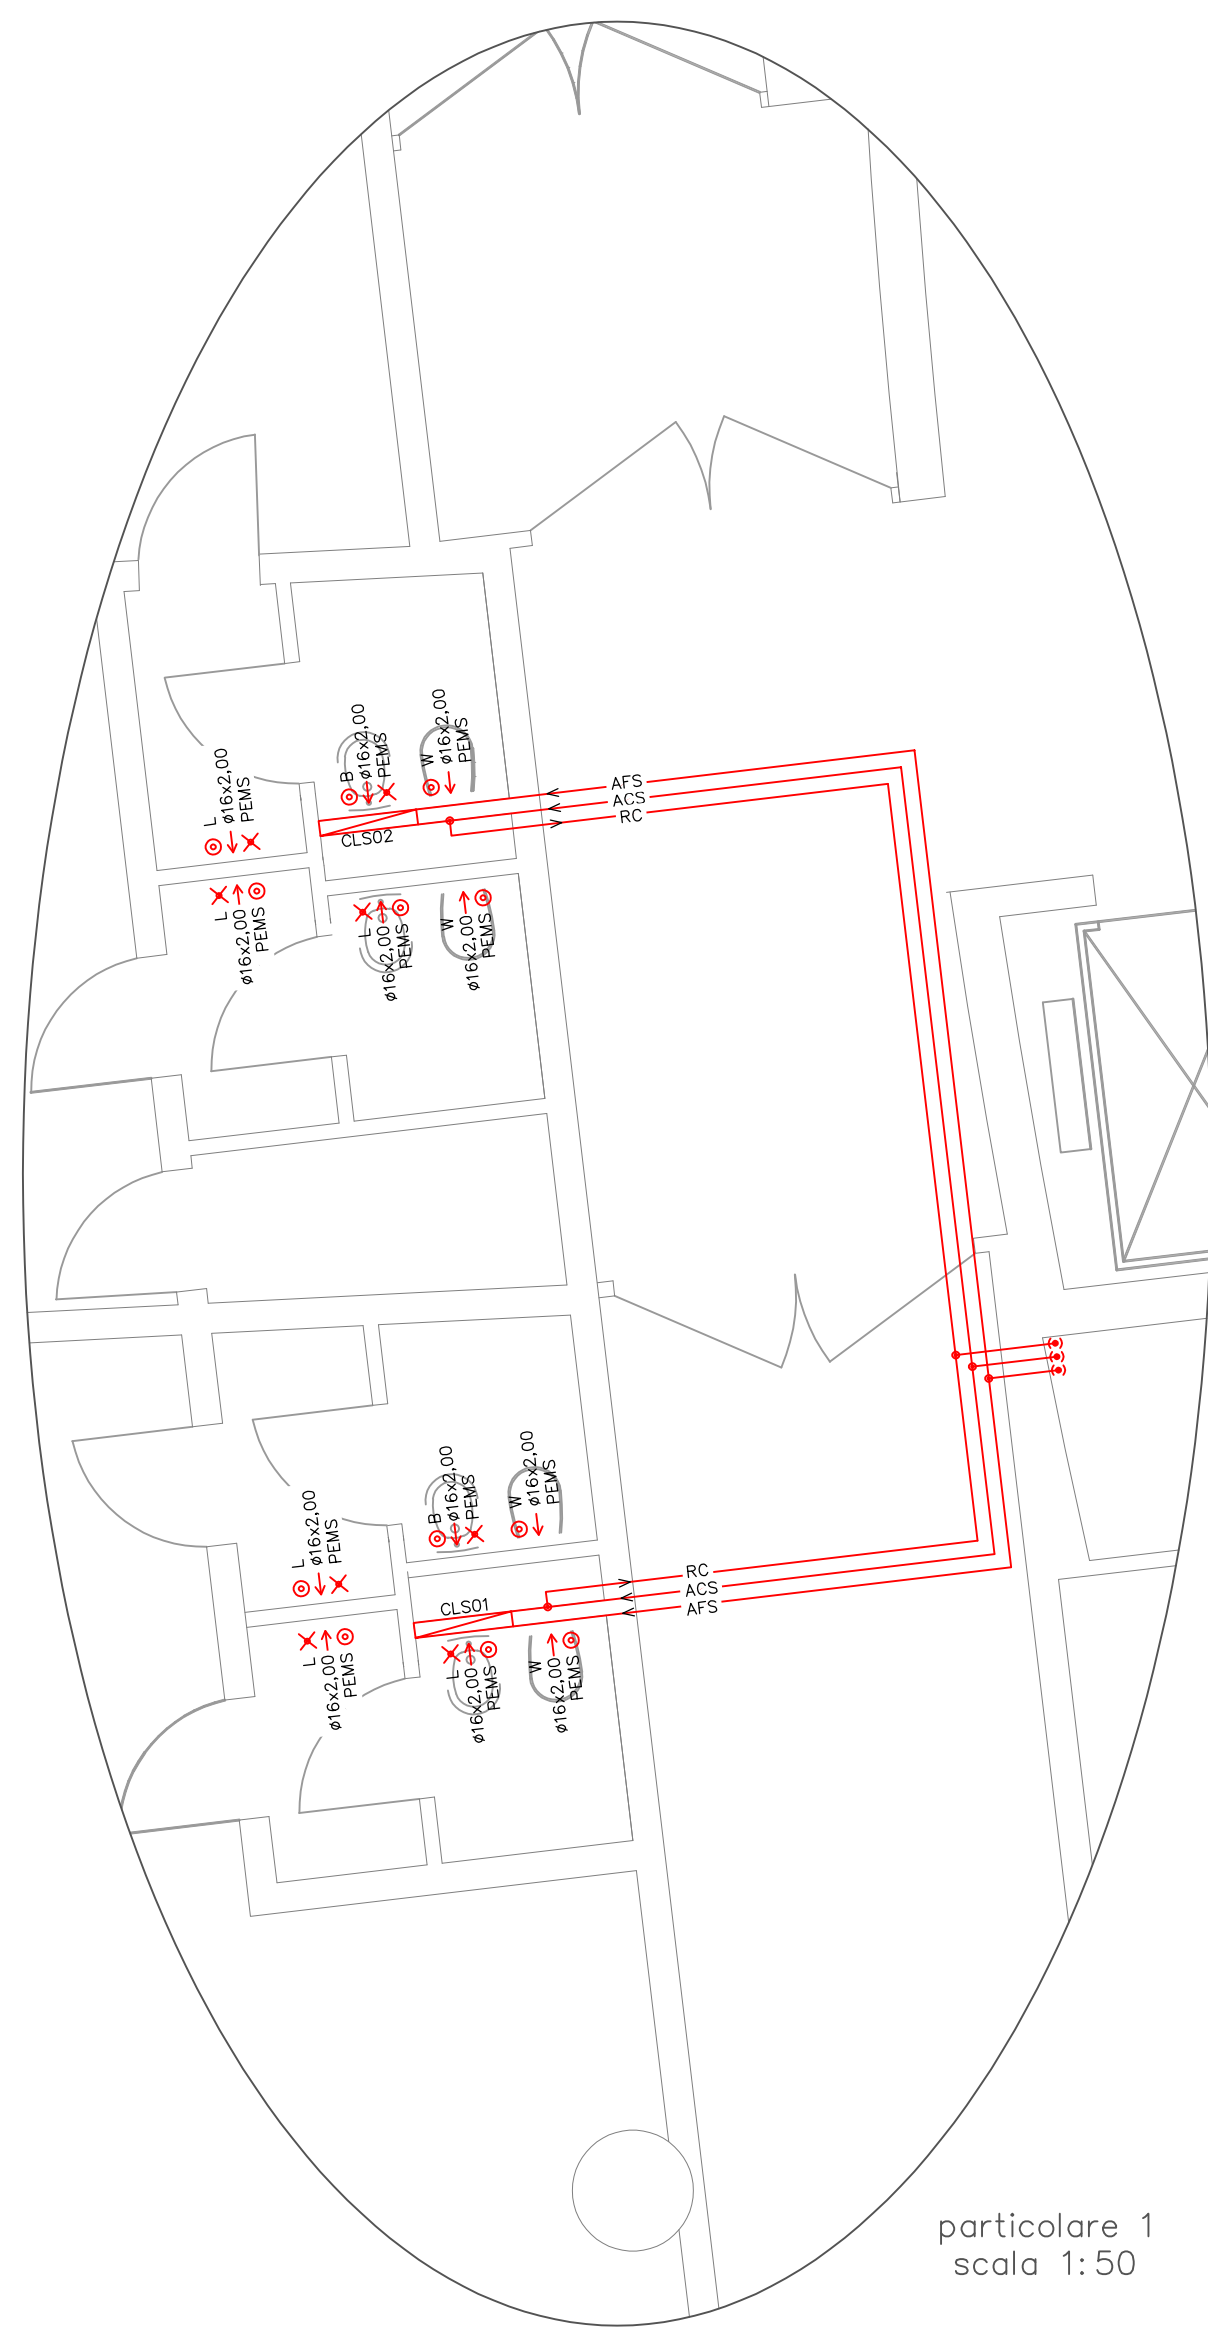 B
ø16x2,00
PEMS
W
ø16x2,00
PEMS
L
ø16x2,00
PEMS
AFS
ACS
RC
CLS02
L
ø16x2,00
PEMS
L
ø16x2,00
PEMS
W
ø16x2,00
PEMS
B
ø16x2,00
PEMS
W
ø16x2,00
PEMS
L
ø16x2,00
PEMS
RC
ACS
AFS
CLS01
L
ø16x2,00
PEMS
L
ø16x2,00
PEMS
W
ø16x2,00
PEMS
particolare 1
scala 1:50